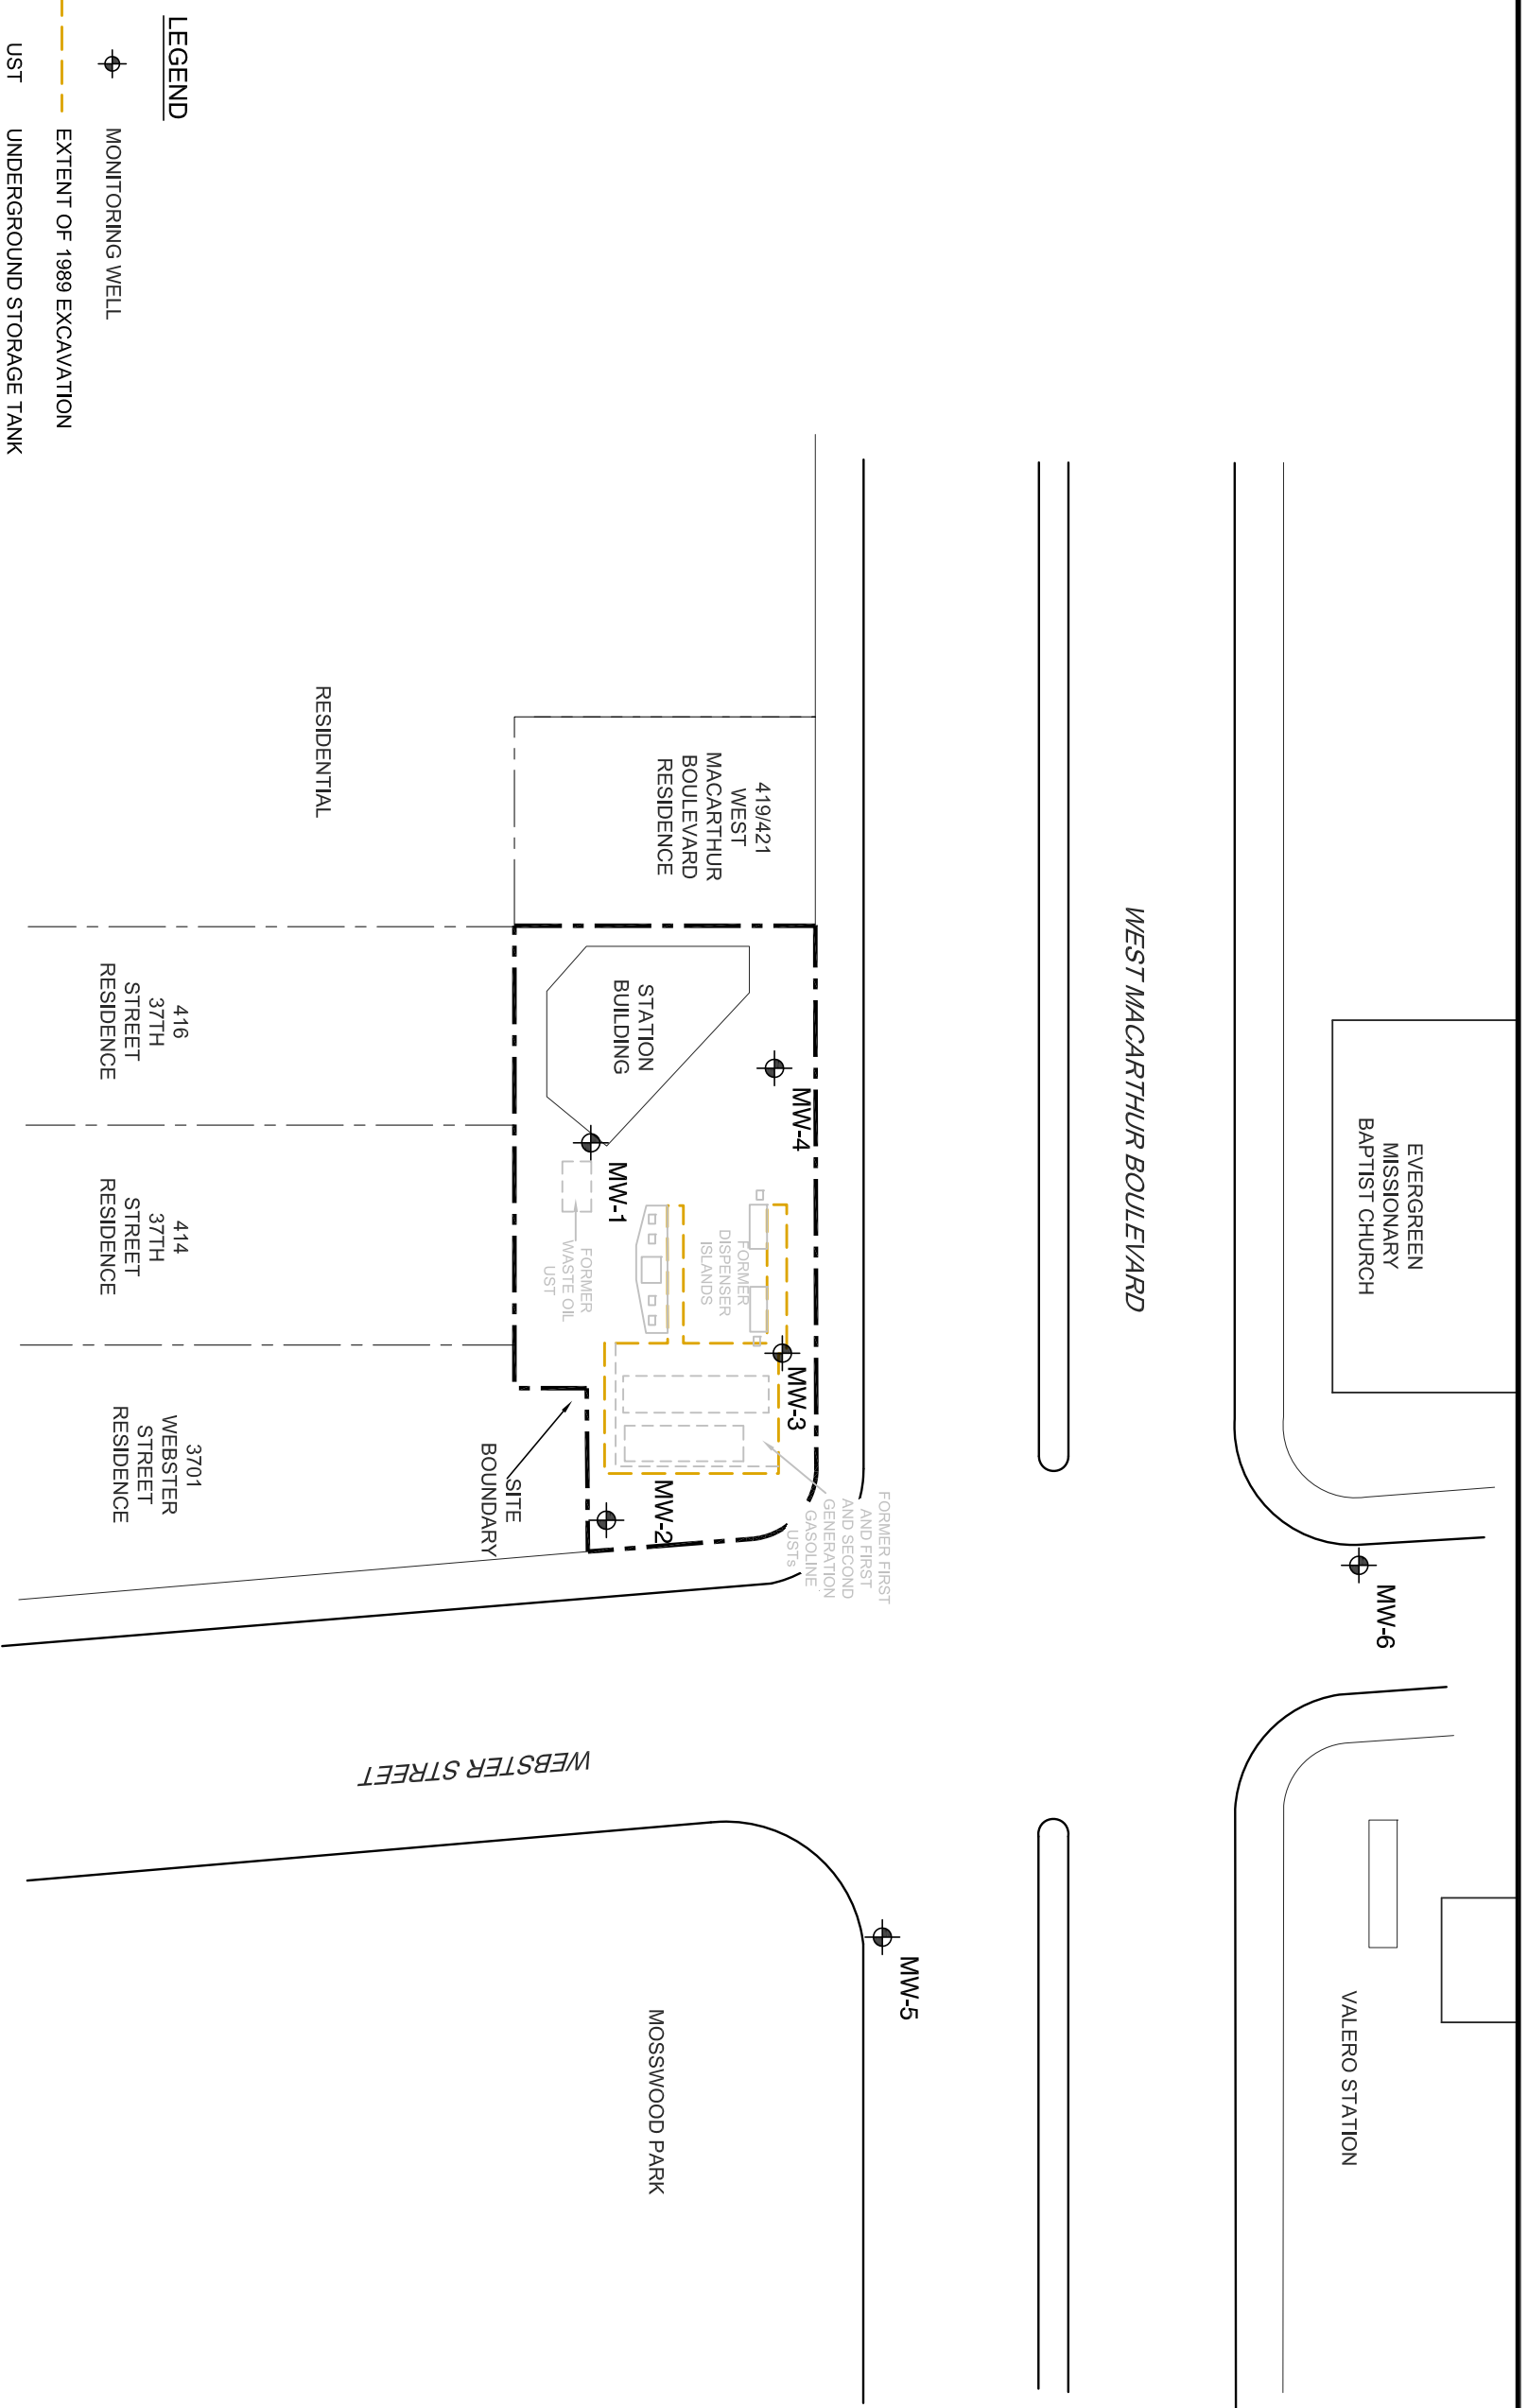 EVERGREEN
MISSIONARY
BAPTIST CHURCH
MW-6
VALERO STATION
WEST MACARTHUR BOULEVARD
MW-5
419/421
WEST
MACARTHUR
BOULEVARD
RESIDENCE
STATION
BUILDING
MW-4
MW-1
FORMER
DISPENSER
ISLANDS
MW-3
FORMER FIRST
AND FIRST
AND SECOND
GENERATION
GASOLINE
USTs
FORMER
WASTE OIL
UST
MW-2
SITE
BOUNDARY
MOSSWOOD PARK
WEBSTER STREET
RESIDENTIAL
416
37TH
STREET
RESIDENCE
414
37TH
STREET
RESIDENCE
3701
WEBSTER
STREET
RESIDENCE
LEGEND
MONITORING WELL
EXTENT OF 1989 EXCAVATION
UST UNDERGROUND STORAGE TANK